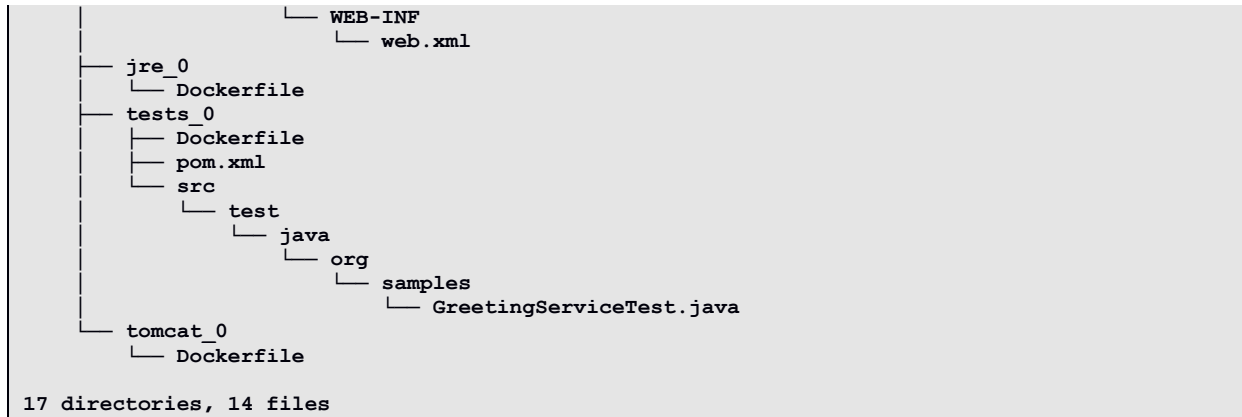 │               └── WEB-INF
│                   └── web.xml
├── jre_0
│   └── Dockerfile
├── tests_0
│   ├── Dockerfile
│   ├── pom.xml
│   └── src
│       └── test
│           └── java
│               └── org
│                   └── samples
│                       └── GreetingServiceTest.java
└── tomcat_0
    └── Dockerfile
17 directories, 14 files